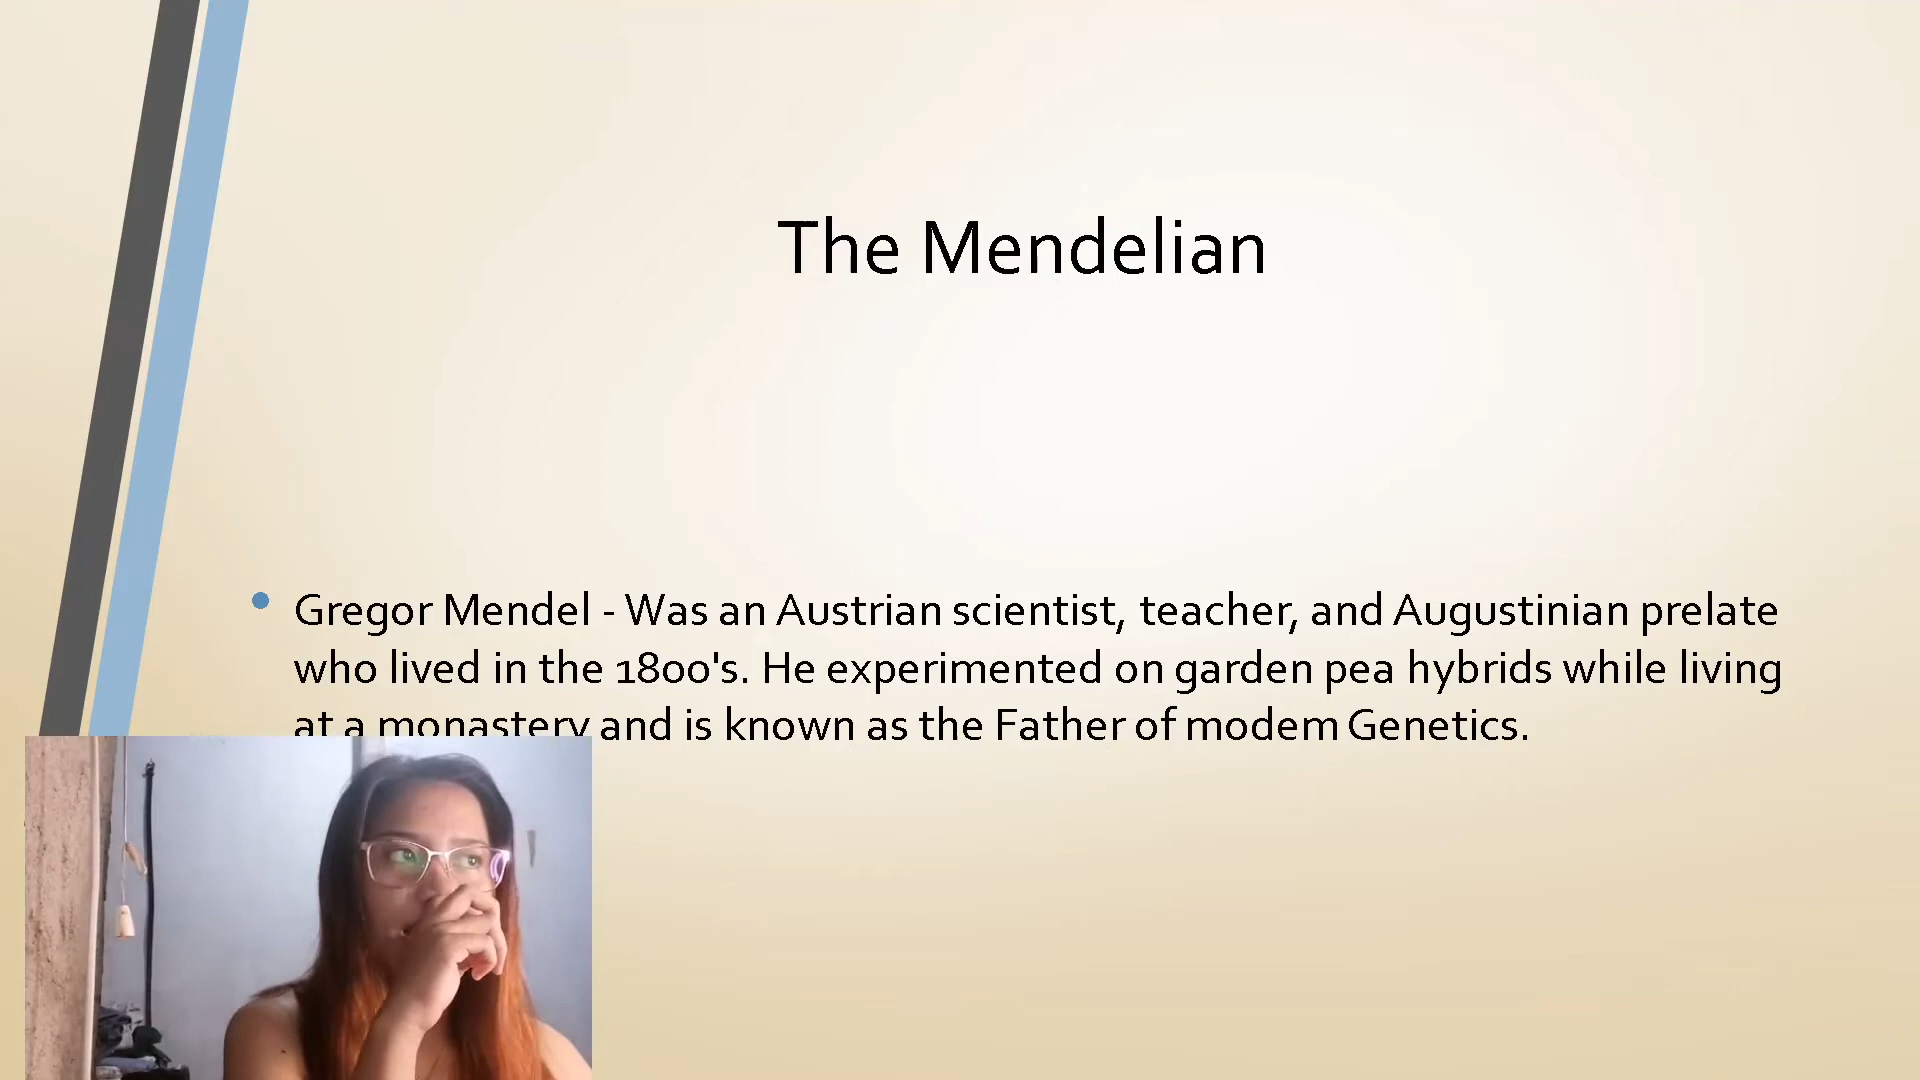 The Mendelian
Gregor Mendel - Was an Austrian scientist, teacher, and Augustinian prelate
who lived in the 1800's. He experimented on garden pea hybrids while living
at a monastery and is known as the Father of modem Genetics.